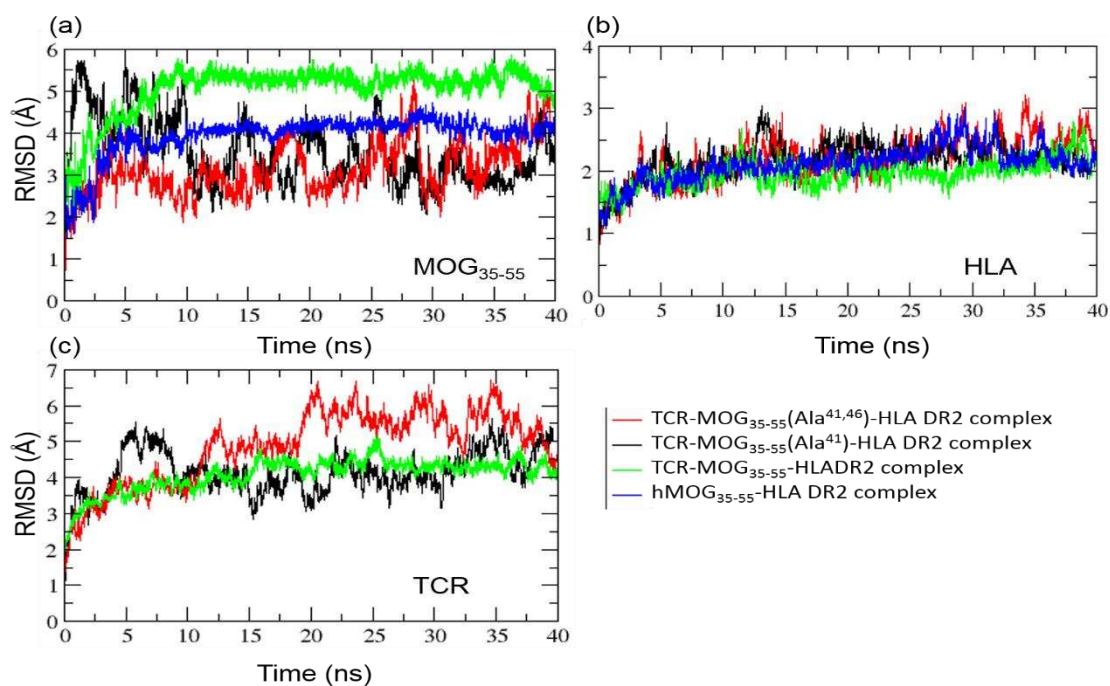 (a)
RMSD (Å)
6
5
4
3
2
1
0
0 5 10 15 20 25 30 35 40
MOG35-55
Time (ns)
(b)
4
3
2
1
0
0 5 10 15 20 25 30 35 40
HLA
Time (ns)
(c)
RMSD (Å)
7
6
5
4
3
2
1
0
0 5 10 15 20 25 30 35 40
TCR
Time (ns)
TCR-MOG35-55(Ala41,46)-HLA DR2 complex
TCR-MOG35-55(Ala41)-HLA DR2 complex
TCR-MOG35-55-HLADR2 complex
hMOG35-55-HLA DR2 complex